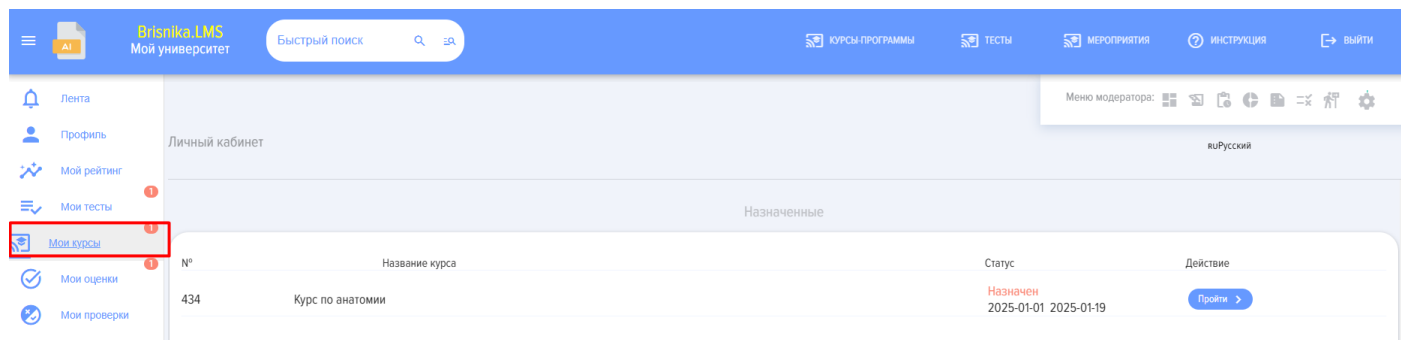 AI
Brisnika.LMS
Мой университет
Быстрый поиск
КУРСЫ-ПРОГРАММЫ
ТЕСТЫ
МЕРОПРИЯТИЯ
ИНСТРУКЦИЯ
ВЫЙТИ
Меню модератора:
Лента
Профиль
Личный кабинет
RUРусский
Мой рейтинг
1
Мои тесты
Назначенные
1
Мои курсы
1
Nº Название курса Статус Действие
Мои оценки
434 Курс по анатомии Назначен Пройти
2025-01-01 2025-01-19
Мои проверки